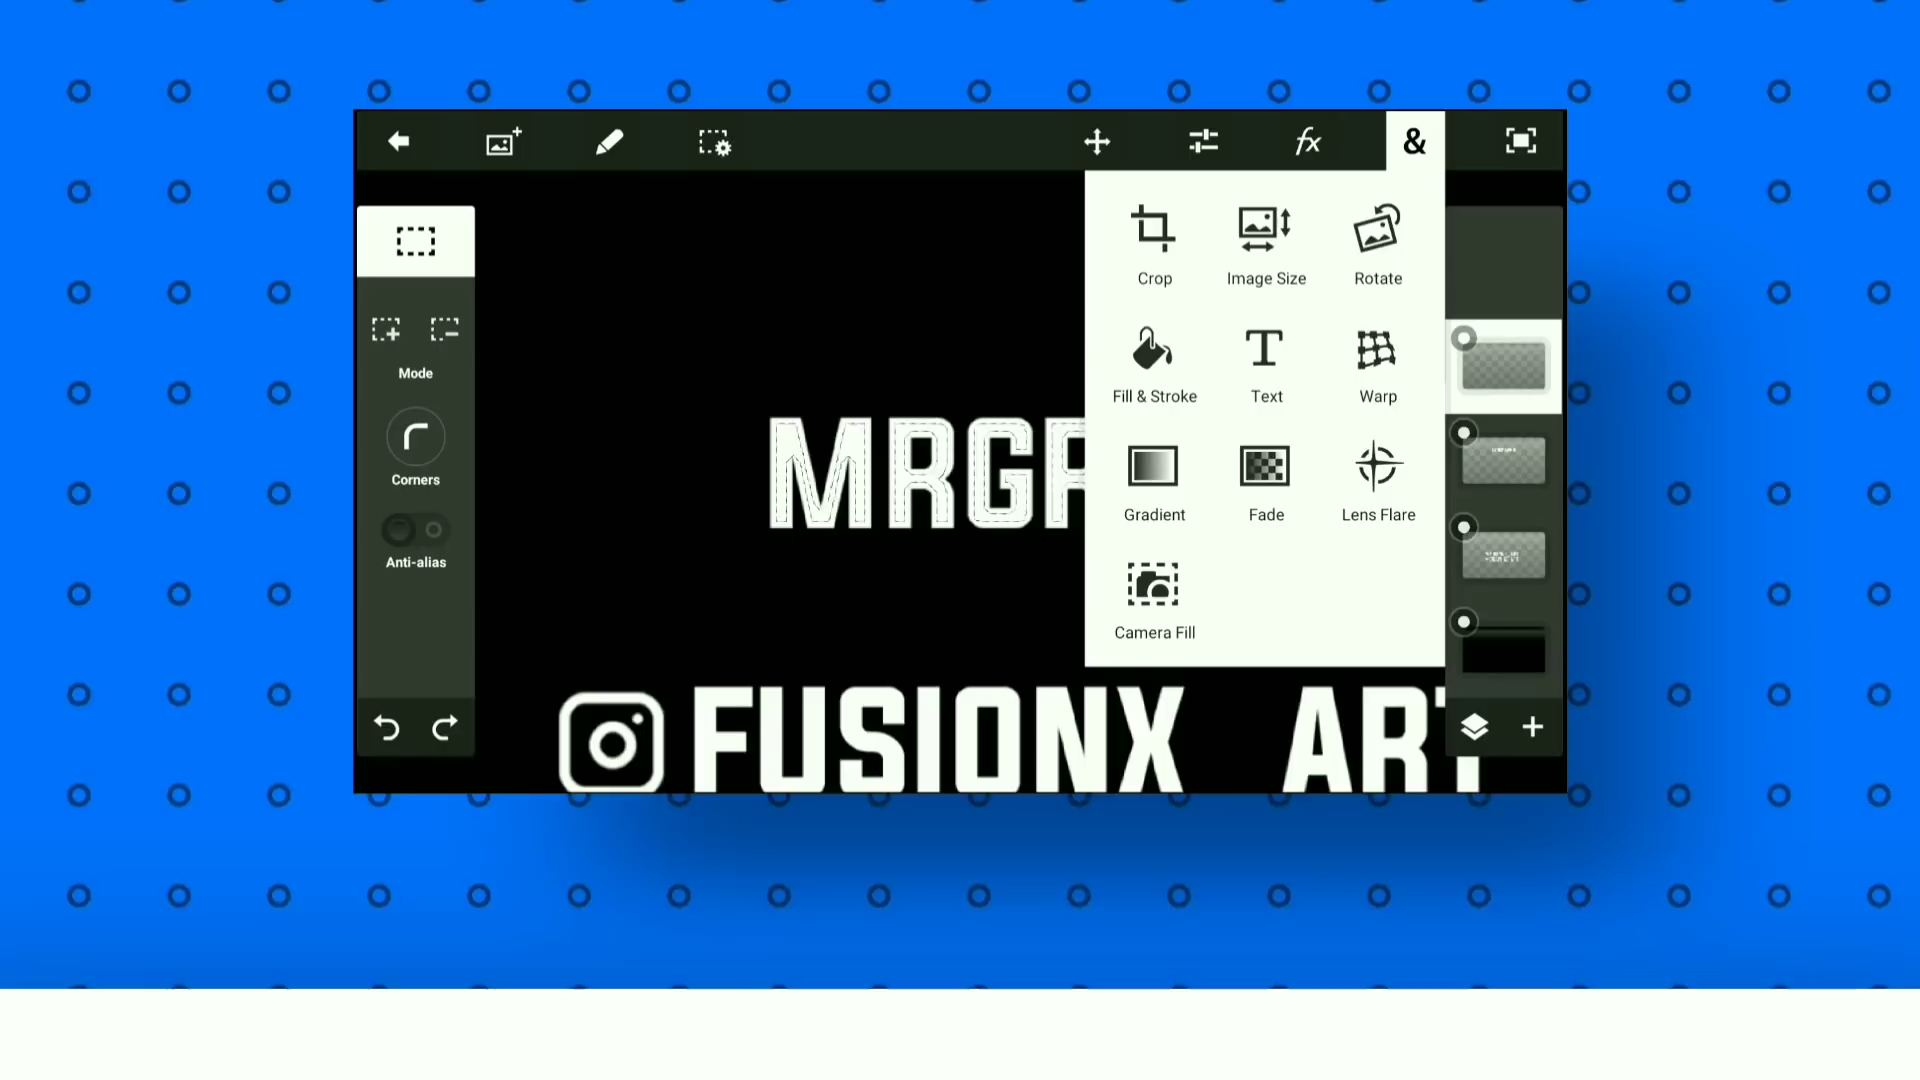 &
fx
Crop Image Size Rotate
Mode
Fill & Stroke Text Warp
MRGF
Corners
Gradient Fade Lens Flare
Anti-alias
Camera Fill
FUSIONX ART